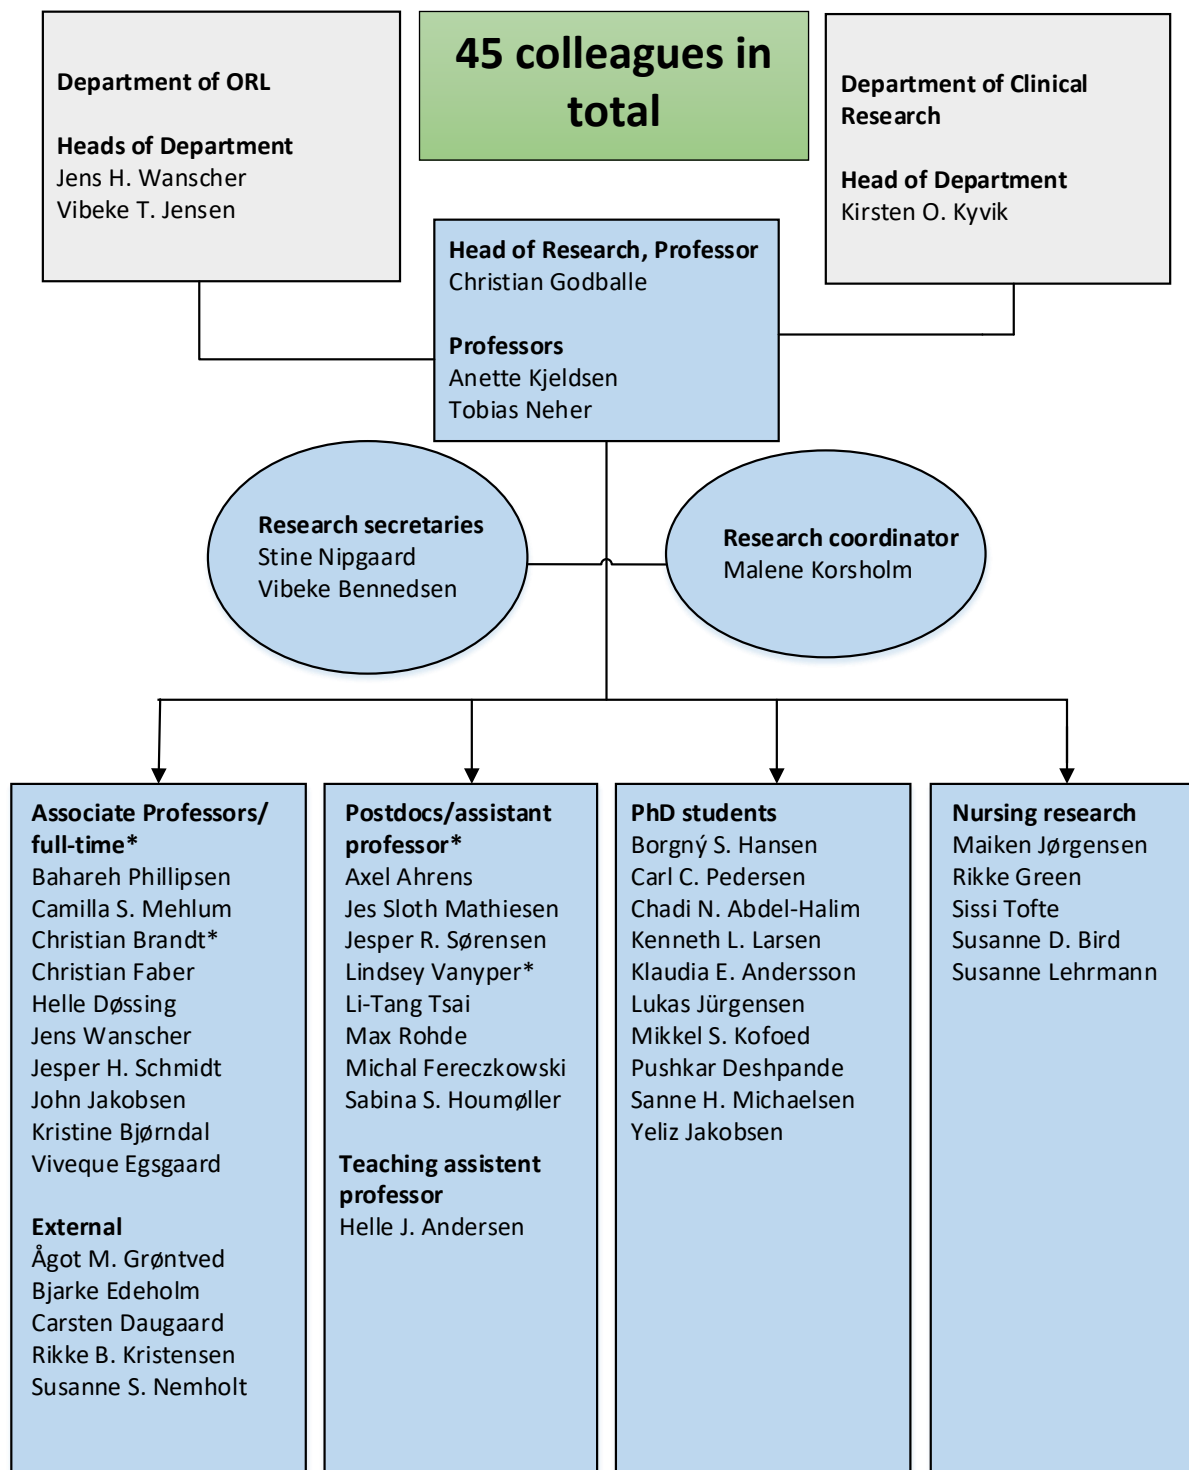 45 colleagues in
total
Department of ORL
Heads of Department
Jens H. Wanscher
Vibeke T. Jensen
Department of Clinical
Research
Head of Department
Kirsten O. Kyvik
Head of Research, Professor
Christian Godballe
Professors
Anette Kjeldsen
Tobias Neher
Research secretaries
Stine Nipgaard
Vibeke Bennedsen
Research coordinator
Malene Korsholm
Associate Professors/
full-time*
Bahareh Phillipsen
Camilla S. Mehlum
Christian Brandt*
Christian Faber
Helle Døssing
Jens Wanscher
Jesper H. Schmidt
John Jakobsen
Kristine Bjørndal
Viveque Egsgaard
External
Ågot M. Grøntved
Bjarke Edeholm
Carsten Daugaard
Rikke B. Kristensen
Susanne S. Nemholt
Postdocs/assistant
professor*
Axel Ahrens
Jes Sloth Mathiesen
Jesper R. Sørensen
Lindsey Vanyper*
Li-Tang Tsai
Max Rohde
Michal Fereczkowski
Sabina S. Houmøller
Teaching assistent
professor
Helle J. Andersen
PhD students
Borgný S. Hansen
Carl C. Pedersen
Chadi N. Abdel-Halim
Kenneth L. Larsen
Klaudia E. Andersson
Lukas Jürgensen
Mikkel S. Kofoed
Pushkar Deshpande
Sanne H. Michaelsen
Yeliz Jakobsen
Nursing research
Maiken Jørgensen
Rikke Green
Sissi Tofte
Susanne D. Bird
Susanne Lehrmann